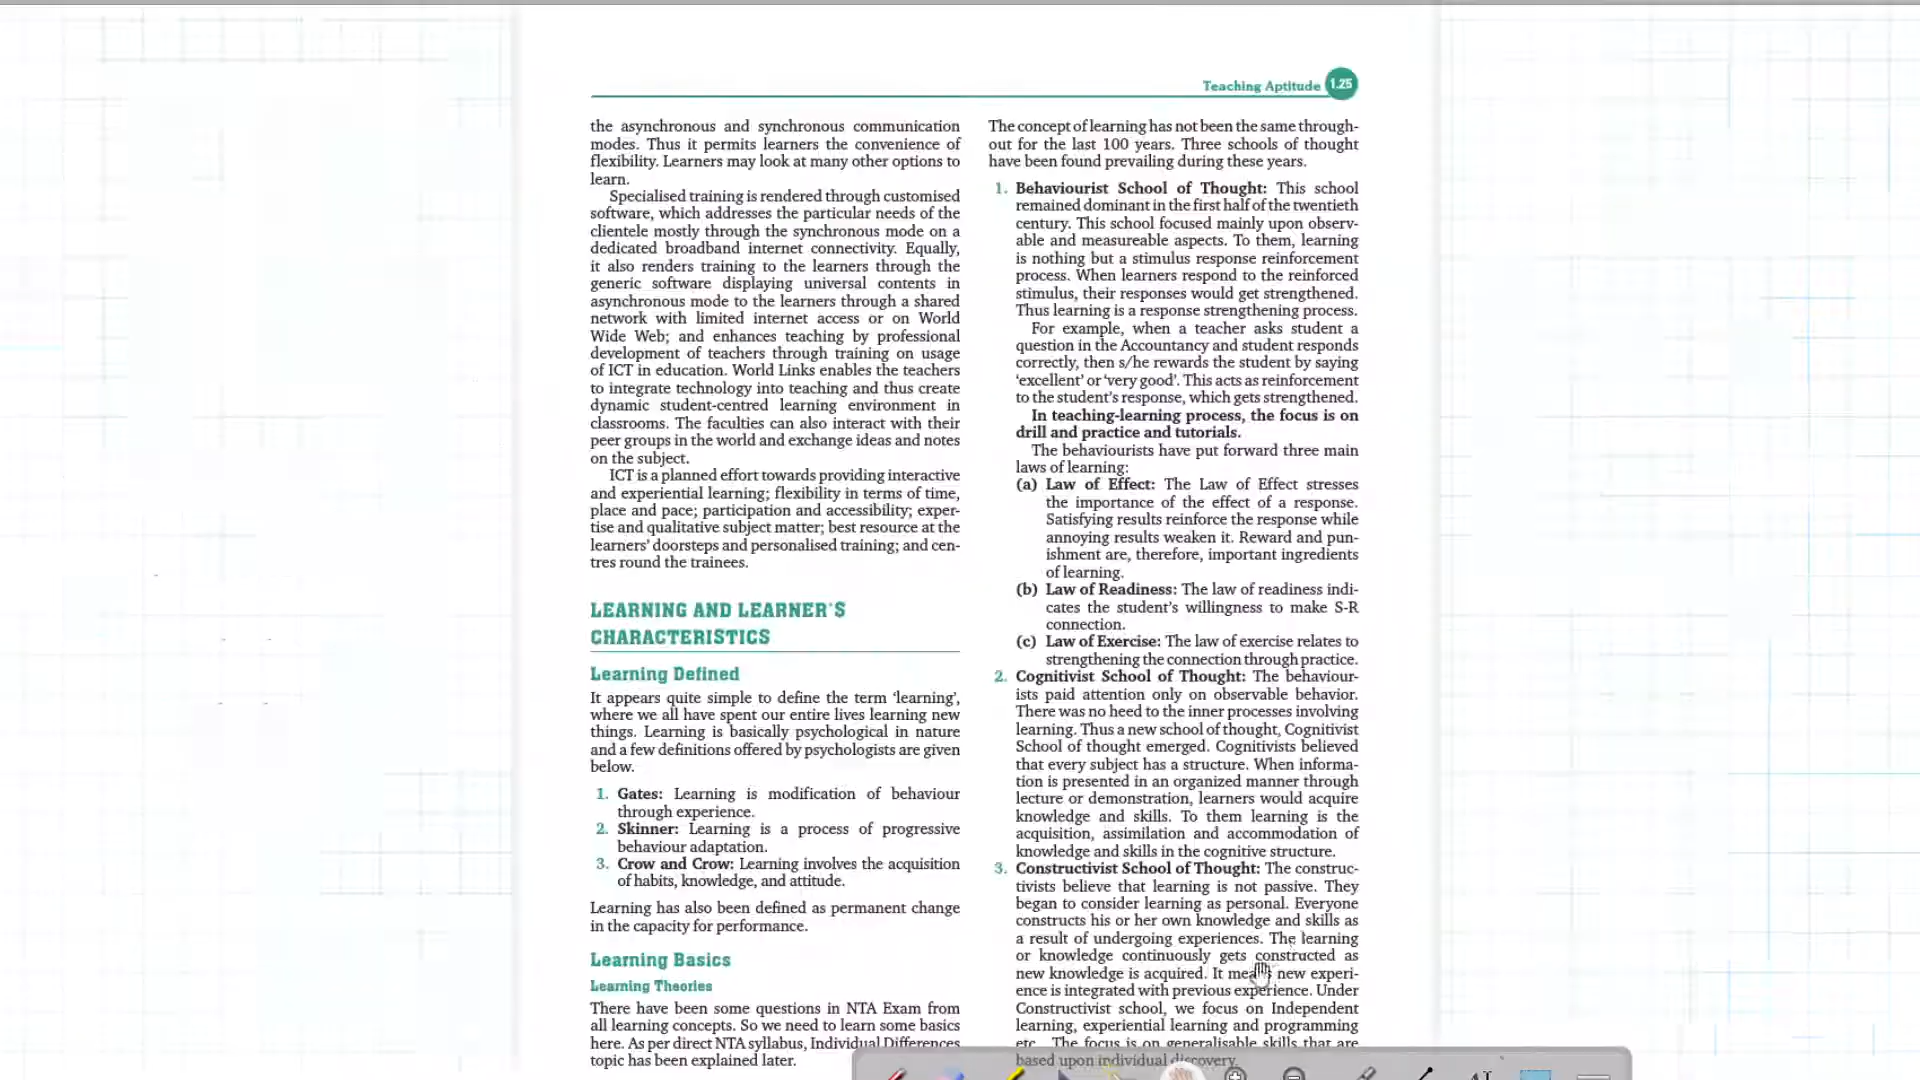 Teaching Aptitude 1.25
the asynchronous and synchronous communication
modes. Thus it permits learners the convenience of
flexibility. Learners may look at many other options to
learn.
Specialised training is rendered through customised
software, which addresses the particular needs of the
clientele mostly through the synchronous mode on a
dedicated broadband internet connectivity. Equally,
it also renders training to the learners through the
generic software displaying universal contents in
asynchronous mode to the learners through a shared
network with limited internet access or on World
Wide Web; and enhances teaching by professional
development of teachers through training on usage
of ICT in education. World Links enables the teachers
to integrate technology into teaching and thus create
dynamic student-centred learning environment in
classrooms. The faculties can also interact with their
peer groups in the world and exchange ideas and notes
on the subject.
ICT is a planned effort towards providing interactive
and experiential learning; flexibility in terms of time,
place and pace; participation and accessibility; exper-
tise and qualitative subject matter; best resource at the
learners' doorsteps and personalised training; and cen-
tres round the trainees.
LEARNING AND LEARNER'S
CHARACTERISTICS
Learning Defined
It appears quite simple to define the term 'learning',
where we all have spent our entire lives learning new
things. Learning is basically psychological in nature
and a few definitions offered by psychologists are given
below.
1. Gates: Learning is modification of behaviour
through experience.
2. Skinner: Learning is a process of progressive
behaviour adaptation.
3. Crow and Crow: Learning involves the acquisition
of habits, knowledge, and attitude.
Learning has also been defined as permanent change
in the capacity for performance.
Learning Basics
Learning Theories
There have been some questions in NTA Exam from
all learning concepts. So we need to learn some basics
here. As per direct NTA syllabus, Individual Differences
topic has been explained later.
The concept of learning has not been the same through-
out for the last 100 years. Three schools of thought
have been found prevailing during these years.
1. Behaviourist School of Thought: This school
remained dominant in the first half of the twentieth
century. This school focused mainly upon observ-
able and measureable aspects. To them, learning
is nothing but a stimulus response reinforcement
process. When learners respond to the reinforced
stimulus, their responses would get strengthened.
Thus learning is a response strengthening process.
For example, when a teacher asks student a
question in the Accountancy and student responds
correctly, then s/he rewards the student by saying
'excellent' or 'very good'. This acts as reinforcement
to the student's response, which gets strengthened.
In teaching-learning process, the focus is on
drill and practice and tutorials.
The behaviourists have put forward three main
laws of learning:
(a) Law of Effect: The Law of Effect stresses
the importance of the effect of a response.
Satisfying results reinforce the response while
annoying results weaken it. Reward and pun-
ishment are, therefore, important ingredients
of learning.
(b) Law of Readiness: The law of readiness indi-
cates the student's willingness to make S-R
connection.
(c) Law of Exercise: The law of exercise relates to
strengthening the connection through practice.
2. Cognitivist School of Thought: The behaviour-
ists paid attention only on observable behavior.
There was no heed to the inner processes involving
learning. Thus a new school of thought, Cognitivist
School of thought emerged. Cognitivists believed
that every subject has a structure. When informa-
tion is presented in an organized manner through
lecture or demonstration, learners would acquire
knowledge and skills. To them learning is the
acquisition, assimilation and accommodation of
knowledge and skills in the cognitive structure.
3. Constructivist School of Thought: The construc-
tivists believe that learning is not passive. They
began to consider learning as personal. Everyone
constructs his or her own knowledge and skills as
a result of undergoing experiences. The learning
or knowledge continuously gets constructed as
new knowledge is acquired. It means new experi-
ence is integrated with previous experience. Under
Constructivist school, we focus on Independent
learning, experiential learning and programming
etc. The focus is on generalisable skills that are
based upon individual discovery.